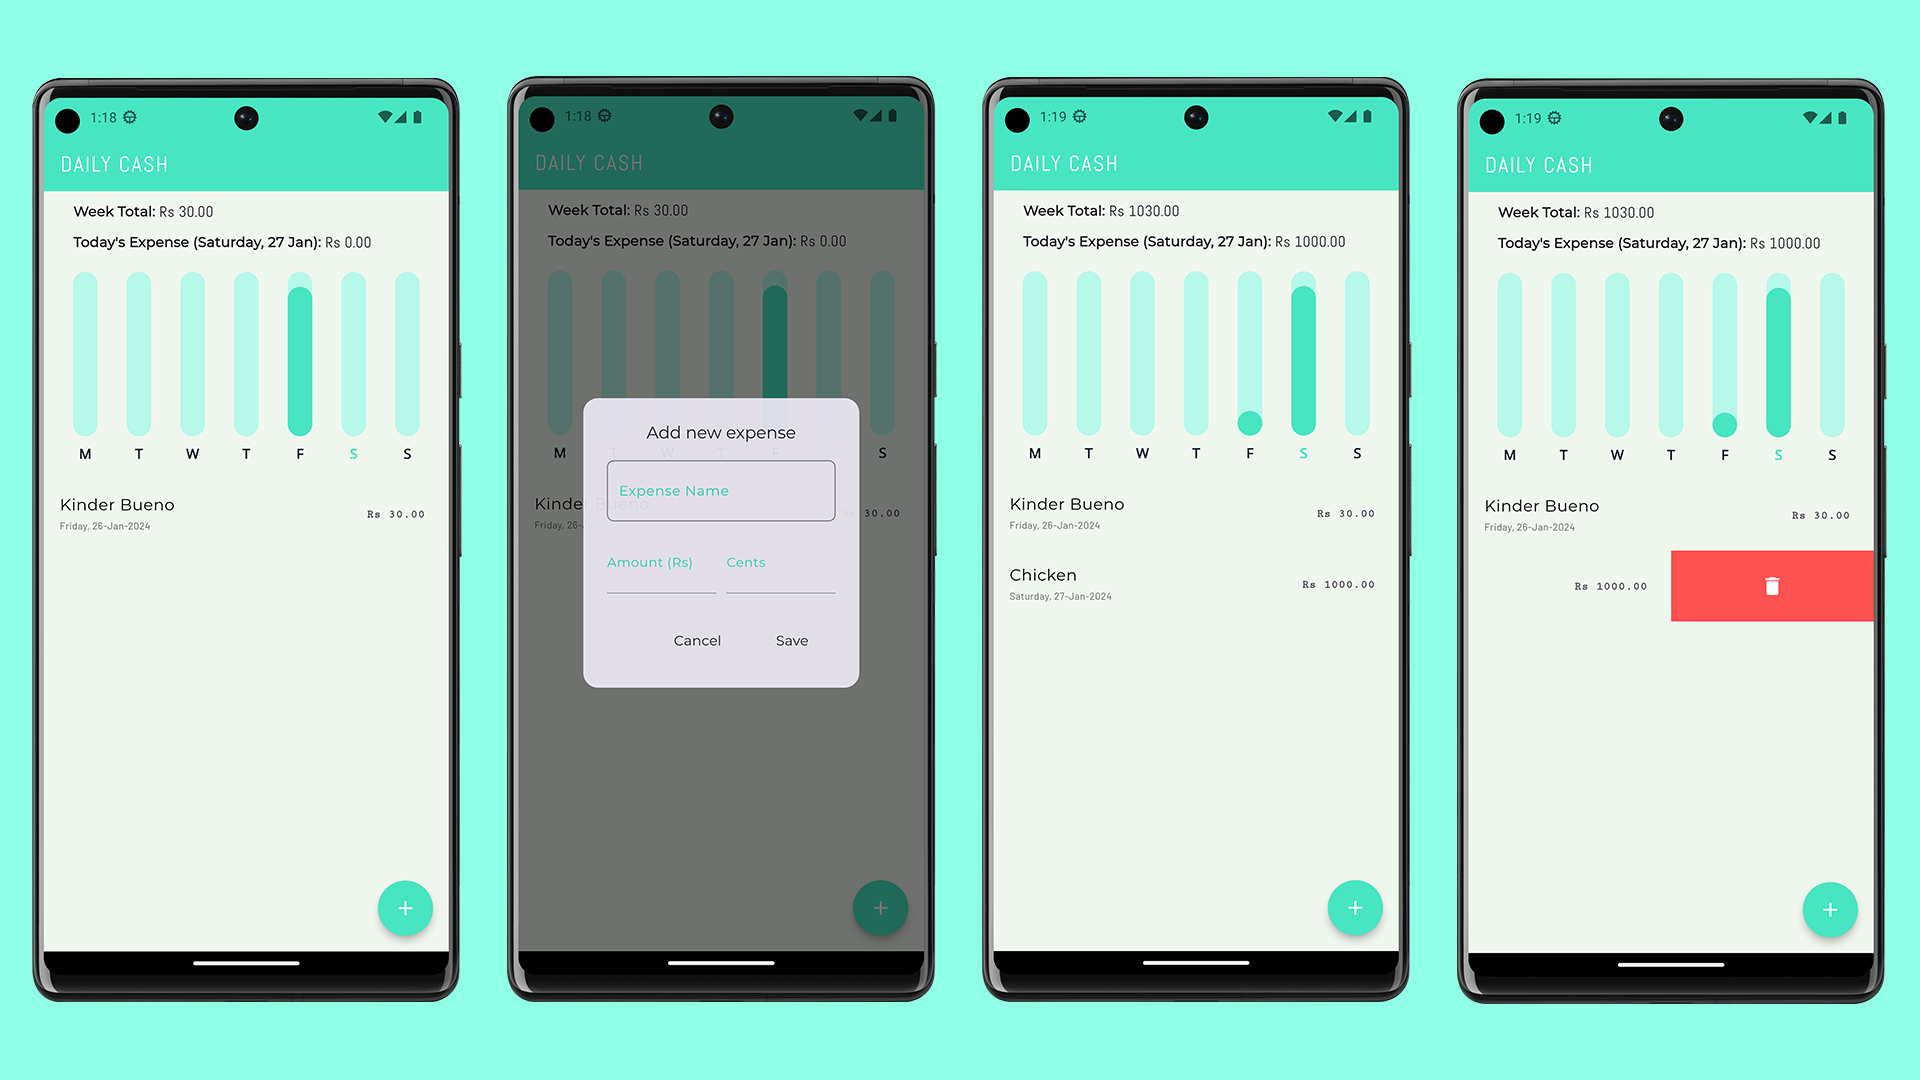 1:18
DAILY CASH
Week Total: Rs 30.00
Today's Expense (Saturday, 27 Jan): Rs 0.00
M T W T F S S
Kinder Bueno
Rs 30.00
Friday, 26-Jan-2024
+
1:18
DAILY CASH
Week Total: Rs 30.00
Today's Expense (Saturday, 27 Jan): Rs 0.00
Add new expense
M T W T F S S
Expense Name
Kinder Bueno
30.00
Friday, 26-
Amount (Rs) Cents
Cancel Save
+
1:19
DAILY CASH
Week Total: Rs 1030.00
Today's Expense (Saturday, 27 Jan): Rs 1000.00
M T W T F S S
Kinder Bueno
Rs 30.00
Friday, 26-Jan-2024
Chicken
Rs 1000.00
Saturday, 27-Jan-2024
+
1:19
DAILY CASH
Week Total: Rs 1030.00
Today's Expense (Saturday, 27 Jan): Rs 1000.00
M T W T F S S
Kinder Bueno
Rs 30.00
Friday, 26-Jan-2024
Rs 1000.00
+